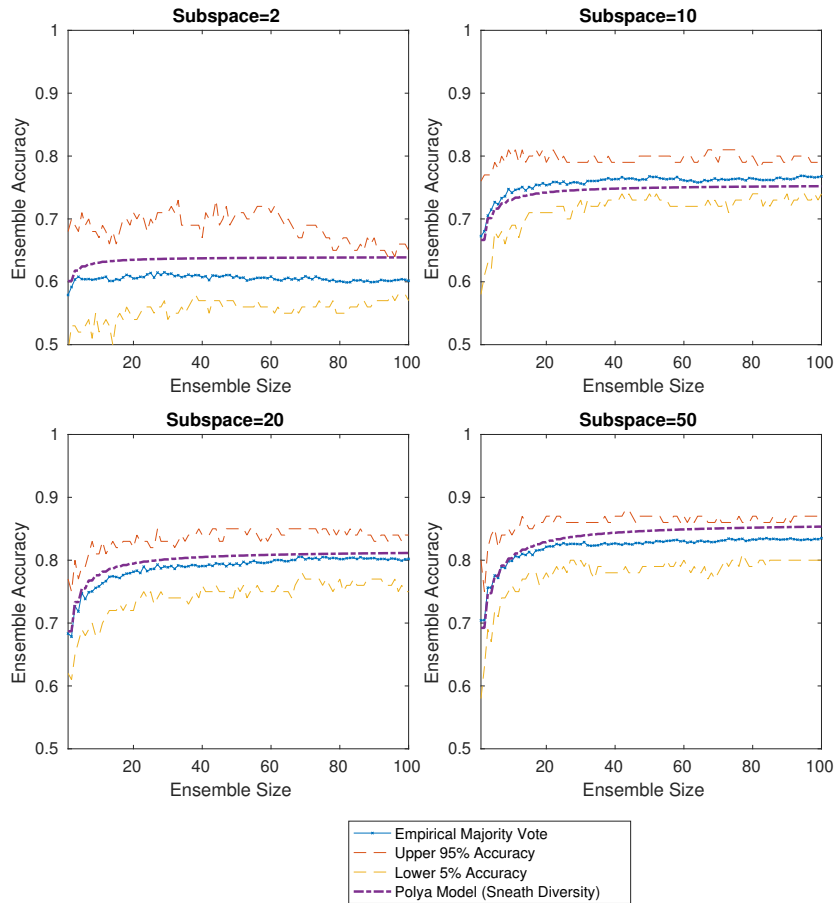 Subspace=2
1
0.9
0.8
0.7
0.6
0.5
Ensemble Accuracy
20 40 60 80 100
Ensemble Size
Subspace=10
1
0.9
0.8
0.7
0.6
0.5
Ensemble Accuracy
20 40 60 80 100
Ensemble Size
Subspace=20
1
0.9
0.8
0.7
0.6
0.5
Ensemble Accuracy
20 40 60 80 100
Ensemble Size
Subspace=50
1
0.9
0.8
0.7
0.6
0.5
Ensemble Accuracy
20 40 60 80 100
Ensemble Size
Empirical Majority Vote
Upper 95% Accuracy
Lower 5% Accuracy
Polya Model (Sneath Diversity)